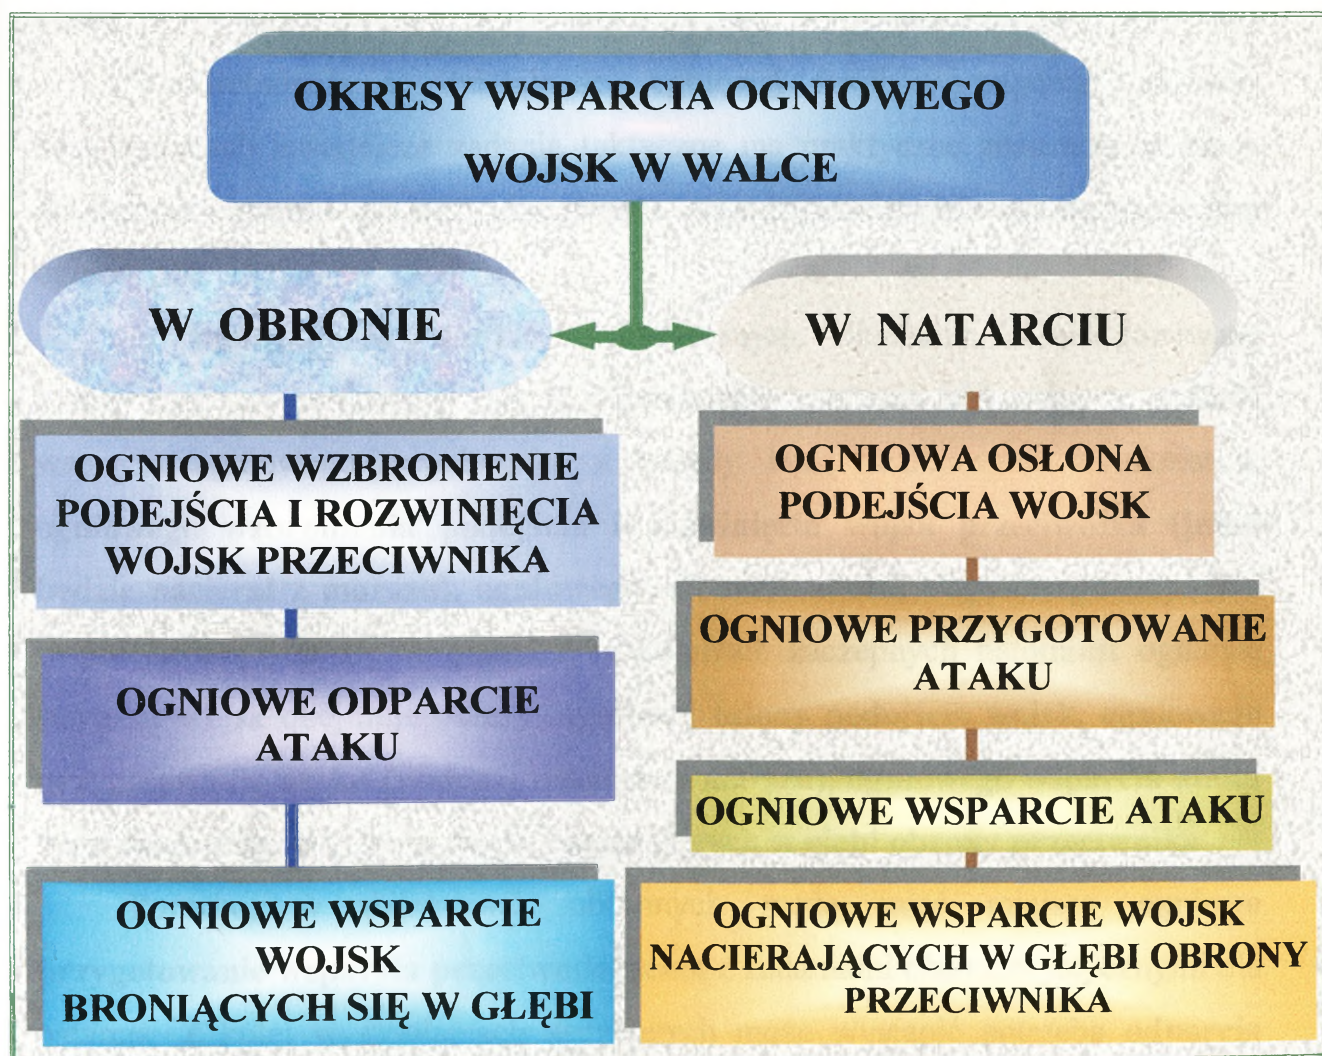 OKRESY WSPARCIA OGNIOWEGO
WOJSK W WALCE
W OBRONIE
OGNIOWE WZBRONIENIE
PODEJŚCIA I ROZWINIĘCIA
WOJSK PRZECIWNIKA
OGNIOWE ODPARCIE
ATAKU
OGNIOWE WSPARCIE
WOJSK
BRONIĄCYCH SIĘ W GŁĘBI
W NATARCIU
OGNIOWA OSŁONA
PODEJŚCIA WOJSK
OGNIOWE PRZYGOTOWANIE
ATAKU
OGNIOWE WSPARCIE ATAKU
OGNIOWE WSPARCIE WOJSK
NACIERAJĄCYCH W GŁĘBI OBRONY
PRZECIWNIKA